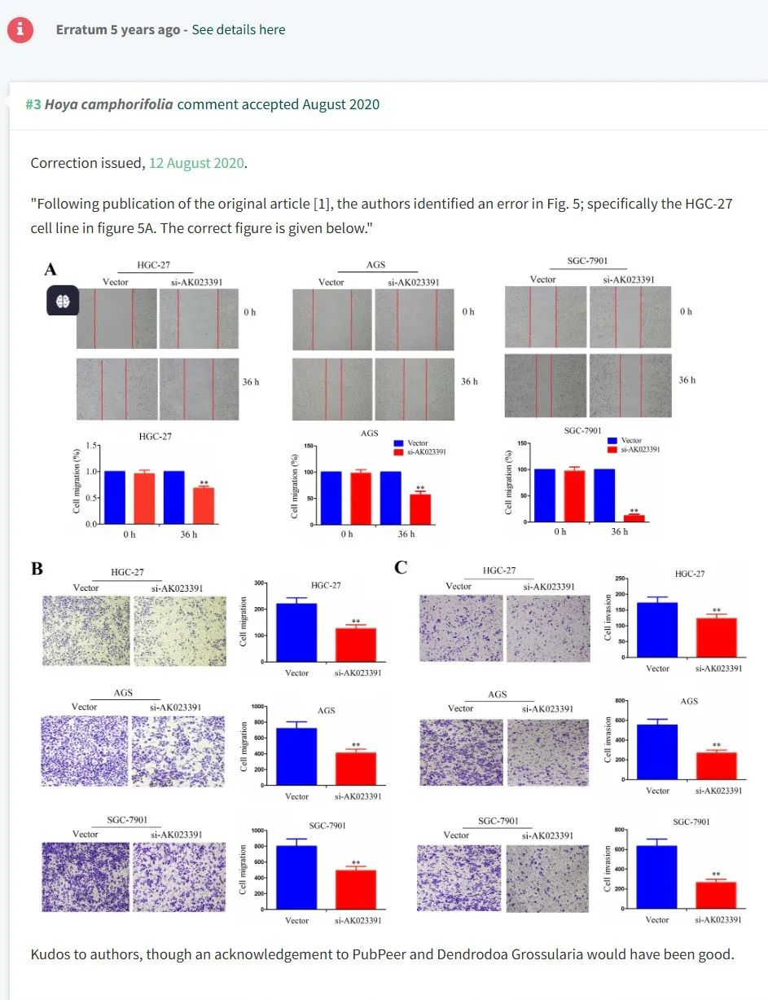 Erratum 5 years ago - See details here
#3 Hoya camphorifolia comment accepted August 2020
Correction issued, 12 August 2020.
"Following publication of the original article [1], the authors identified an error in Fig. 5; specifically the HGC-27
cell line in figure 5A. The correct figure is given below."
A
HGC-27
Vector si-AK023391
0 h
36 h
AGS
Vector si-AK023391
0 h
36 h
SGC-7901
Vector si-AK023391
0 h
36 h
HGC-27
Cell migration (%)
1.5
1.0
0.5
0.0
**
0 h 36 h
AGS
Vector
si-AK023391
Cell migration (%)
150
100
50
0
**
0 h 36 h
SGC-7901
Vector
si-AK023391
Cell migration (%)
150
100
50
0
**
0 h 36 h
B
HGC-27
Vector si-AK023391
HGC-27
Cell migration
300
200
100
0
**
Vector si-AK023391
AGS
Vector si-AK023391
AGS
Cell migration
1000
800
600
400
200
0
**
Vector si-AK023391
SGC-7901
Vector si-AK023391
SGC-7901
Cell migration
1000
800
600
400
200
0
**
Vector si-AK023391
C
HGC-27
Vector si-AK023391
HGC-27
Cell invasion
250
200
150
100
50
0
**
Vector si-AK023391
AGS
Vector si-AK023391
AGS
Cell invasion
800
600
400
200
0
**
Vector si-AK023391
SGC-7901
Vector si-AK023391
SGC-7901
Cell invasion
800
600
400
200
0
**
Vector si-AK023391
Kudos to authors, though an acknowledgement to PubPeer and Dendrodoa Grossularia would have been good.